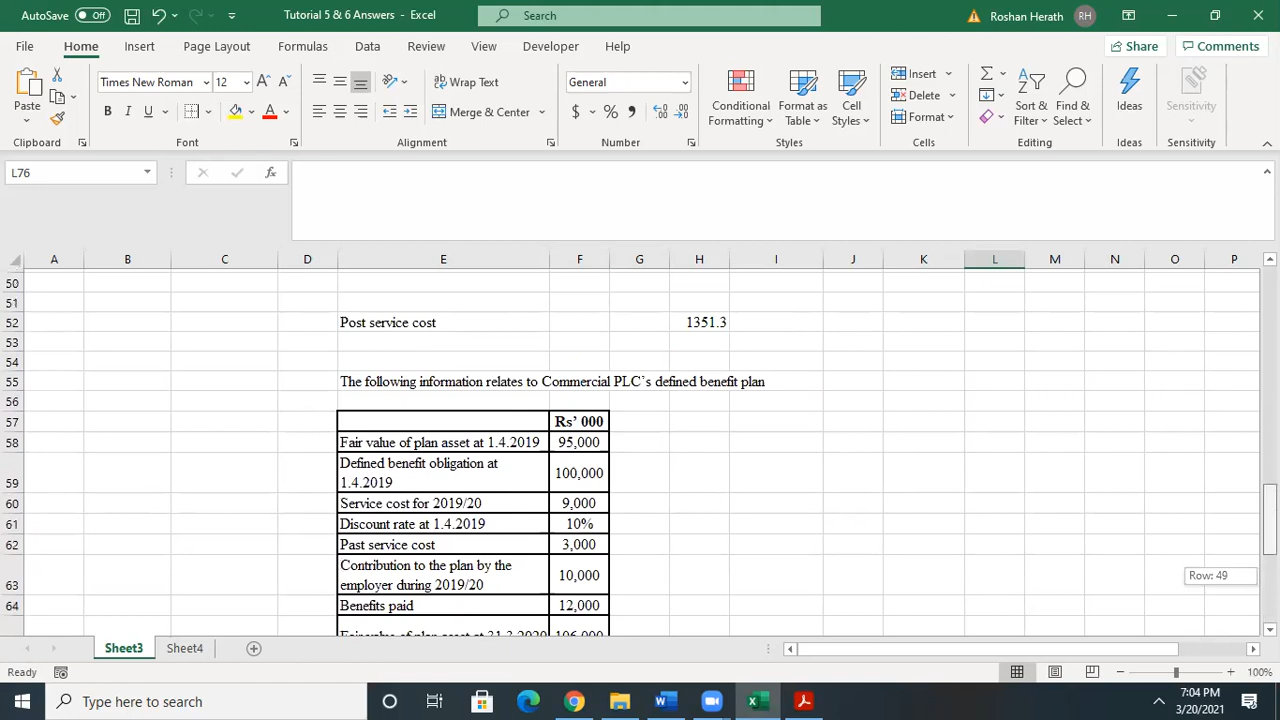 AutoSave Off Tutorial 5 & 6 Answers - Excel Search Roshan Herath RH
File Home Insert Page Layout Formulas Data Review View Developer Help Share Comments
Paste Times New Roman 12 Wrap Text General Conditional Formatting Format as Table Cell Styles Insert Sort & Filter Find & Select Ideas Sensitivity
B I U A Merge & Center $ % Delete
Format
Clipboard Font Alignment Number Styles Cells Editing Ideas Sensitivity
L76 fx
A B C D E F G H I J K L M N O P
50
51
52 Post service cost 1351.3
53
54
55 The following information relates to Commercial PLC`s defined benefit plan
56
57 Rs' 000
58 Fair value of plan asset at 1.4.2019 95,000
59 Defined benefit obligation at 1.4.2019 100,000
60 Service cost for 2019/20 9,000
61 Discount rate at 1.4.2019 10%
62 Past service cost 3,000
63 Contribution to the plan by the employer during 2019/20 10,000
Row: 49
64 Benefits paid 12,000
Fair value of plan asset at 31.3.2020 106,000
Sheet3 Sheet4
Ready 100%
Type here to search
7:04 PM
3/20/2021